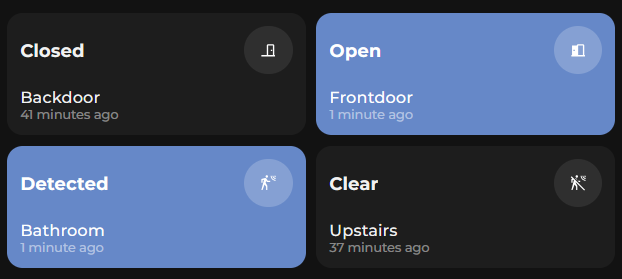 Closed
Backdoor
41 minutes ago
Open
Frontdoor
1 minute ago
Detected
Bathroom
1 minute ago
Clear
Upstairs
37 minutes ago